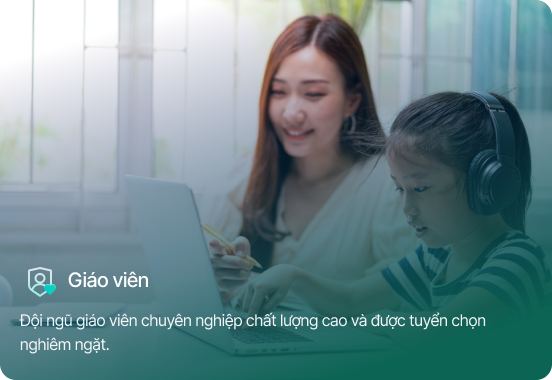 Giáo viên
Đội ngũ giáo viên chuyên nghiệp chất lượng cao và được tuyển chọn
nghiêm ngặt.